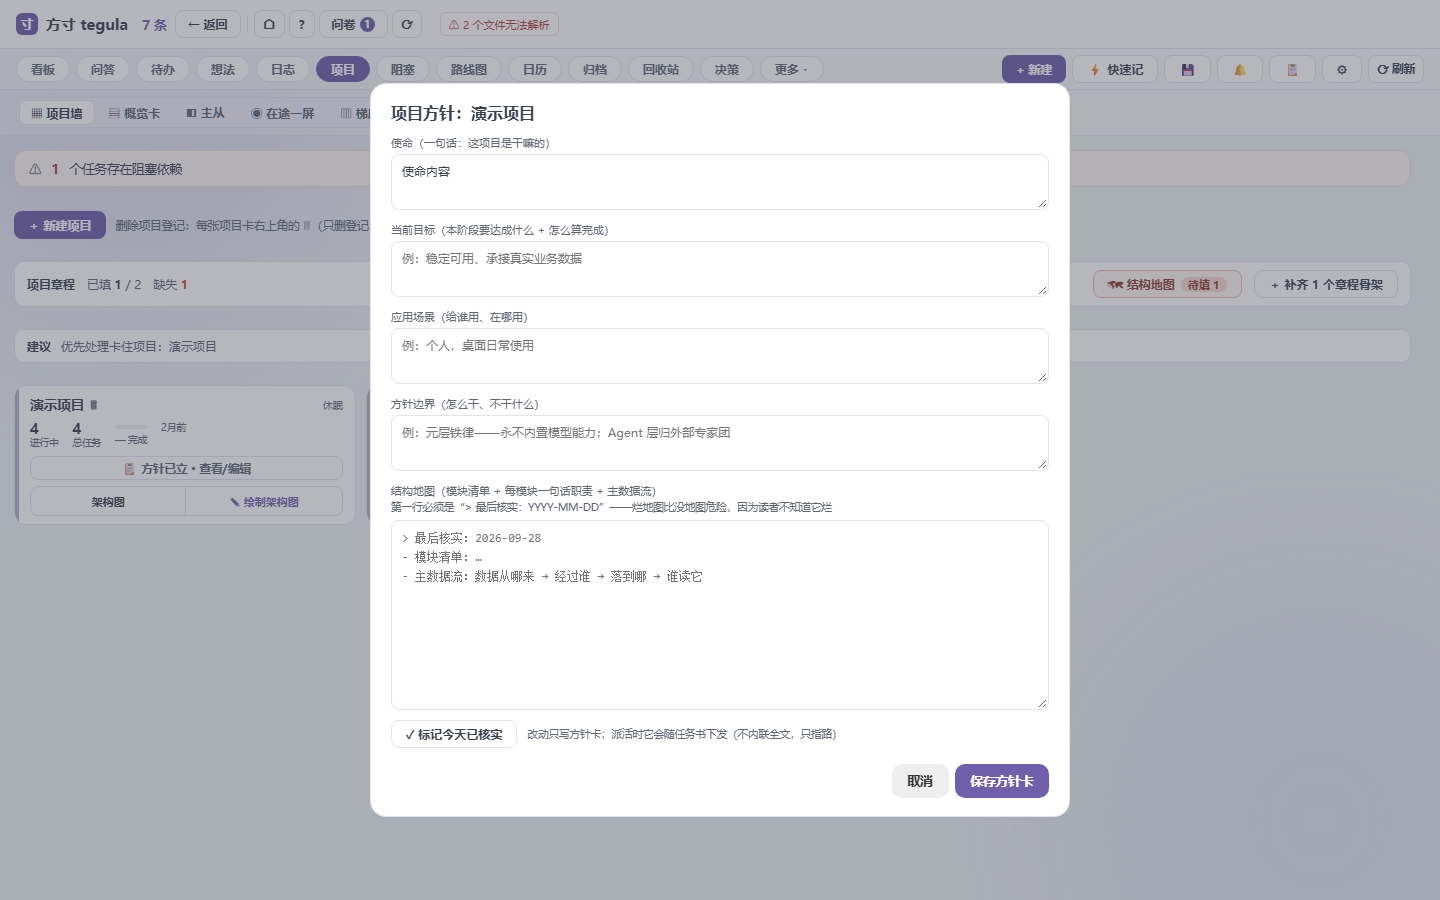 寸 方寸 tegula 7 条 ← 返回 ? 问卷 1 ⚠ 2 个文件无法解析
看板 问答 待办 想法 日志 项目 阻塞 路线图 日历 归档 回收站 决策 更多 + 新建 快速记 刷新
项目墙 概览卡 主从 在途一屏
⚠ 1 个任务存在阻塞依赖
+ 新建项目 删除项目登记：每张项目卡右上角的 （只删登记
项目章程 已填 1 / 2 缺失 1 结构地图 待填 1 + 补齐 1 个章程骨架
建议 优先处理卡住项目：演示项目
演示项目 休眠
4 4 2月前
进行中 总任务 — 完成
方针已立 • 查看/编辑
架构图 绘制架构图
项目方针：演示项目
使命（一句话：这项目是干嘛的）
使命内容
当前目标（本阶段要达成什么 + 怎么算完成）
例：稳定可用、承接真实业务数据
应用场景（给谁用、在哪用）
例：个人，桌面日常使用
方针边界（怎么干、不干什么）
例：元层铁律——永不内置模型能力；Agent 层归外部专家团
结构地图（模块清单 + 每模块一句话职责 + 主数据流）
第一行必须是“> 最后核实：YYYY-MM-DD”——烂地图比没地图危险，因为读者不知道它烂
> 最后核实：2026-09-28
- 模块清单：…
- 主数据流：数据从哪来 → 经过谁 → 落到哪 → 谁读它
✓ 标记今天已核实 改动只写方针卡；派活时它会随任务书下发（不内联全文，只指路）
取消 保存方针卡